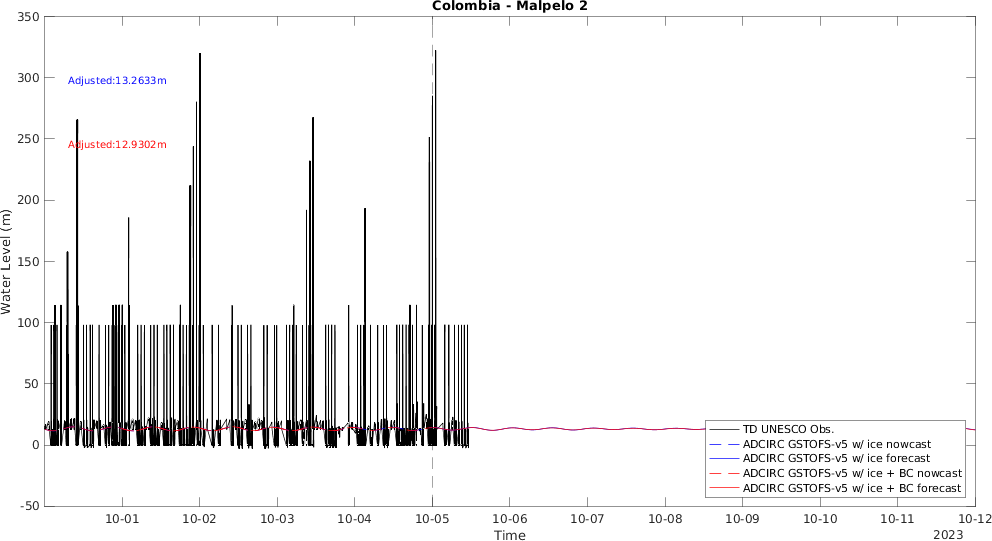 Colombia - Malpelo 2
350
300
250
200
150
100
50
0
-50
Water Level (m)
Adjusted:13.2633m
Adjusted:12.9302m
TD UNESCO Obs.
ADCIRC GSTOFS-v5 w/ ice nowcast
ADCIRC GSTOFS-v5 w/ ice forecast
ADCIRC GSTOFS-v5 w/ ice + BC nowcast
ADCIRC GSTOFS-v5 w/ ice + BC forecast
10-01 10-02 10-03 10-04 10-05 10-06 10-07 10-08 10-09 10-10 10-11 10-12
Time
2023